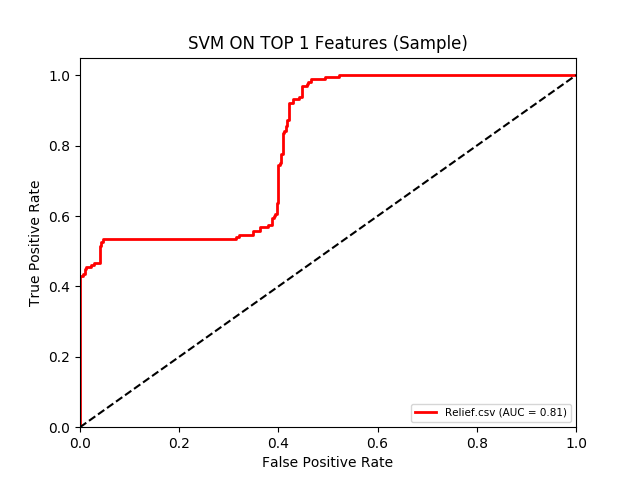 SVM ON TOP 1 Features (Sample)
1.0
0.8
0.6
0.4
0.2
0.0
True Positive Rate
Relief.csv (AUC = 0.81)
0.0 0.2 0.4 0.6 0.8 1.0
False Positive Rate